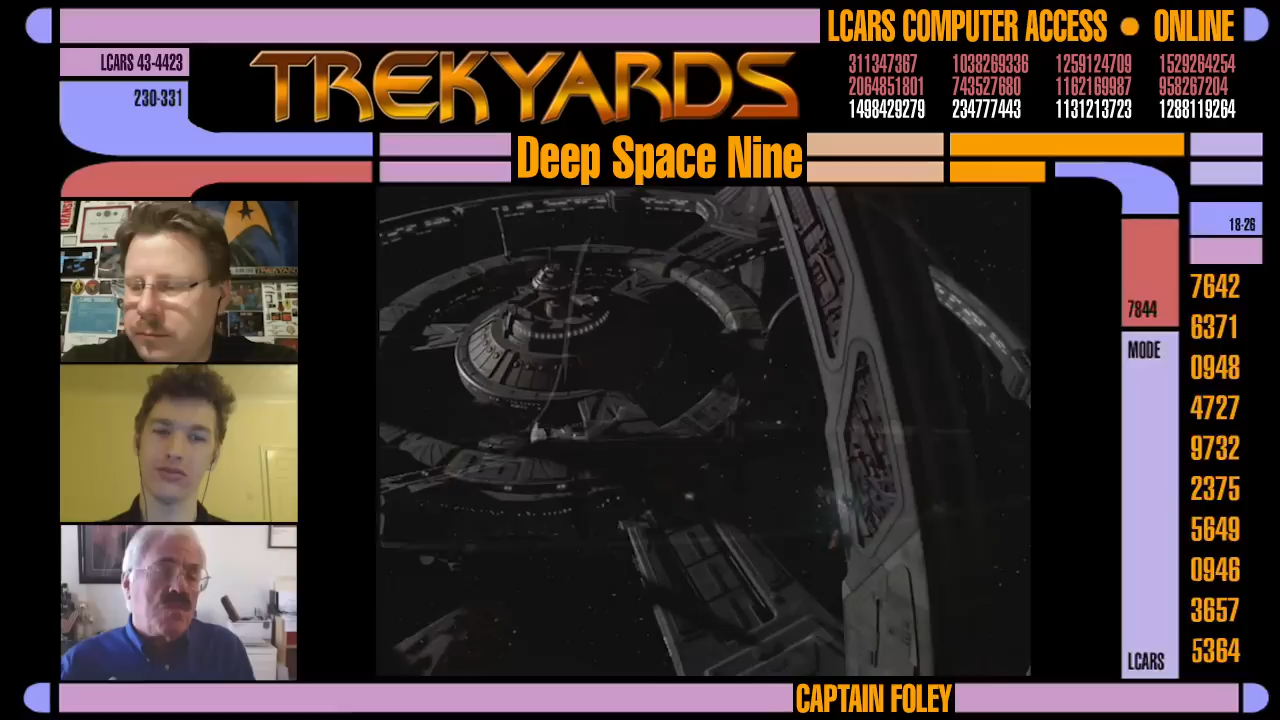 LCARS COMPUTER ACCESS • ONLINE
LCARS 43-4423
230-331
TREKYARDS
311347367 1038269336 1259124709 1529264254
2064851801 743527680 1162169987 958267204
1498429279 234777443 1131213723 1288119264
Deep Space Nine
18-26
7844
MODE
LCARS
7642
6371
0948
4727
9732
2375
5649
0946
3657
5364
TREKYARDS
CAPTAIN FOLEY